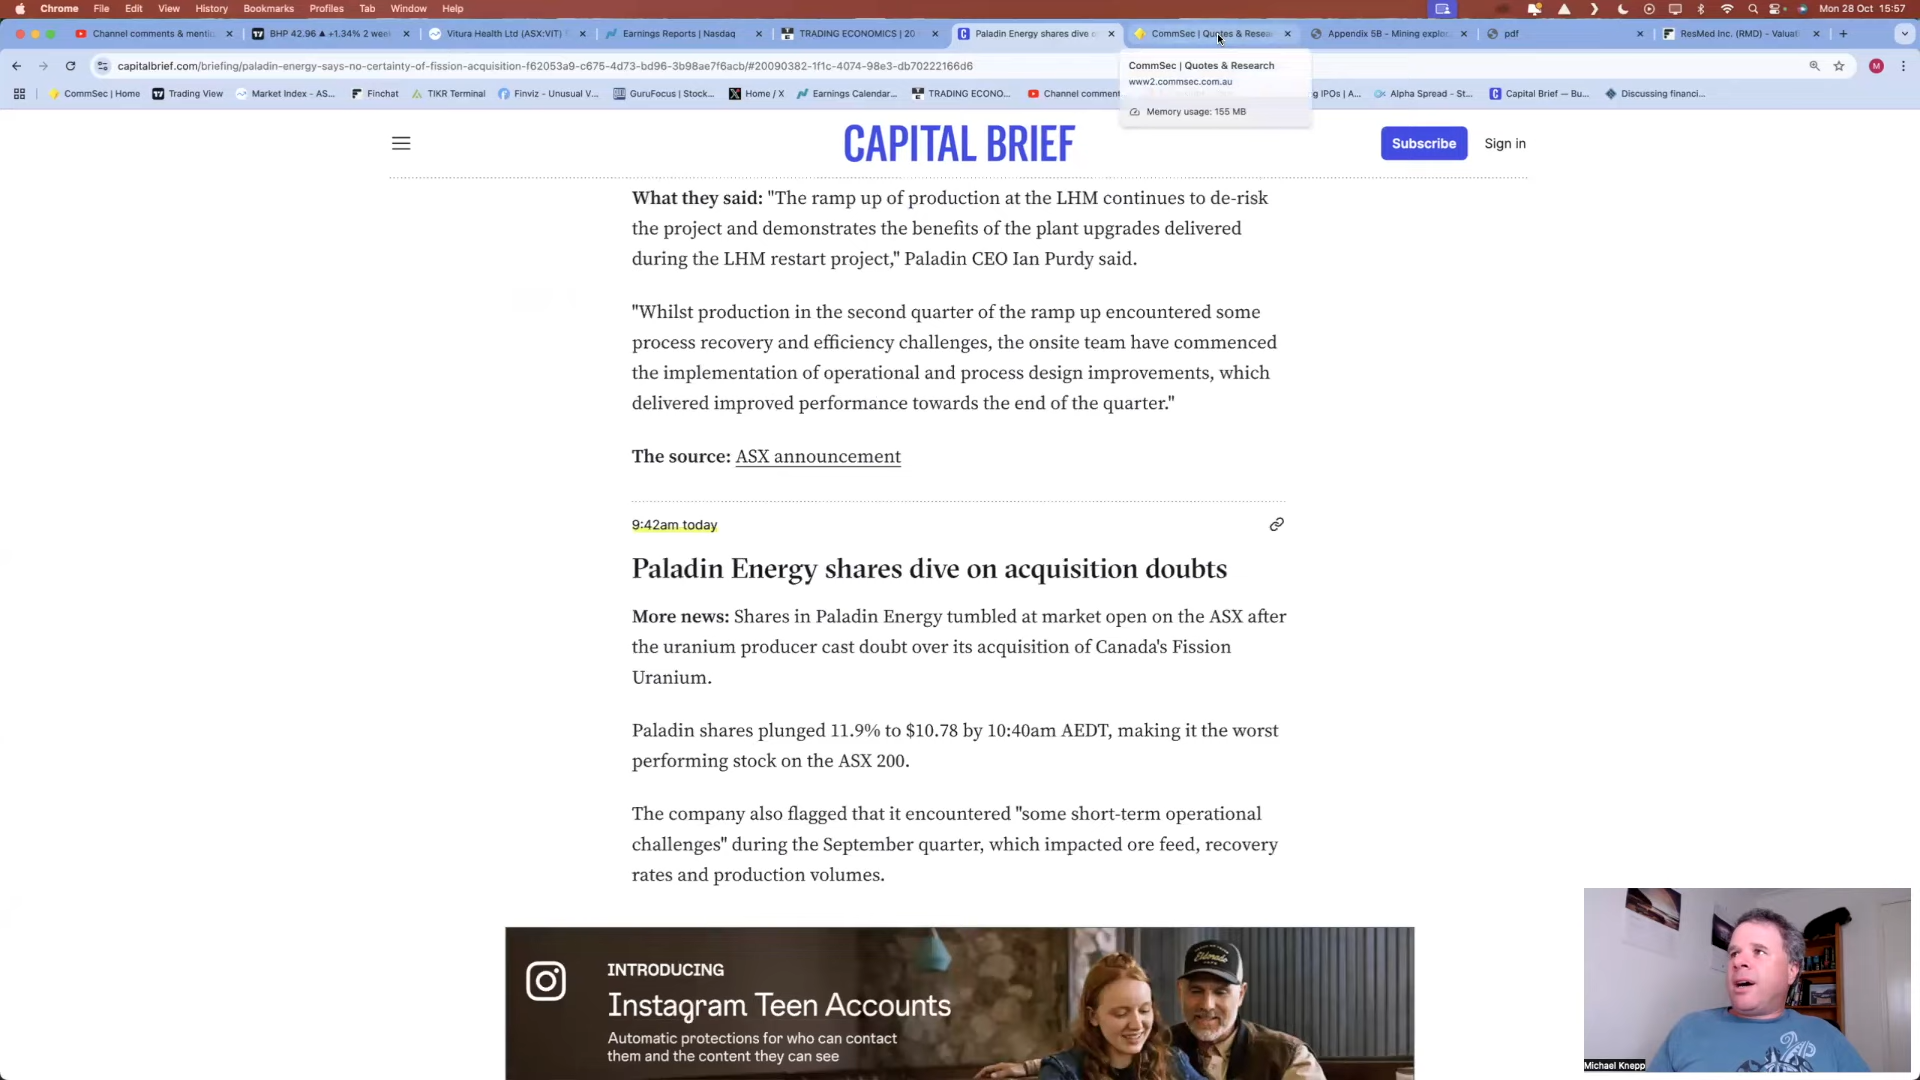 Chrome File Edit View History Bookmarks Profiles Tab Window Help Mon 28 Oct 15:57
Channel comments & menti BHP 42.96 ▲ +1.34% 2 wee Vitura Health Ltd (ASX:VIT) Earnings Reports | Nasdaq TRADING ECONOMICS | 20 Paladin Energy shares dive o CommSec | Quotes & Resea Appendix 5B - Mining explor pdf ResMed Inc. (RMD) - Valuat
capitalbrief.com/briefing/paladin-energy-says-no-certainty-of-fission-acquisition-f62053a9-c675-4d73-bd96-3b98ae7f6acb/#20090382-1f1c-4074-98e3-db70222166d6
M
CommSec | Home Trading View Market Index - AS... Finchat TIKR Terminal Finviz - Unusual V... GuruFocus | Stock... Home / X Earnings Calendar... TRADING ECONO... Channel comment g IPOs | A... Alpha Spread - St... Capital Brief — Bu... Discussing financi...
CommSec | Quotes & Research
www2.commsec.com.au
Memory usage: 155 MB
CAPITAL BRIEF
Subscribe
Sign in
What they said: "The ramp up of production at the LHM continues to de-risk
the project and demonstrates the benefits of the plant upgrades delivered
during the LHM restart project," Paladin CEO Ian Purdy said.
"Whilst production in the second quarter of the ramp up encountered some
process recovery and efficiency challenges, the onsite team have commenced
the implementation of operational and process design improvements, which
delivered improved performance towards the end of the quarter."
The source: ASX announcement
9:42am today
Paladin Energy shares dive on acquisition doubts
More news: Shares in Paladin Energy tumbled at market open on the ASX after
the uranium producer cast doubt over its acquisition of Canada's Fission
Uranium.
Paladin shares plunged 11.9% to $10.78 by 10:40am AEDT, making it the worst
performing stock on the ASX 200.
The company also flagged that it encountered "some short-term operational
challenges" during the September quarter, which impacted ore feed, recovery
rates and production volumes.
INTRODUCING
Instagram Teen Accounts
Automatic protections for who can contact
them and the content they can see
Michael Knepp